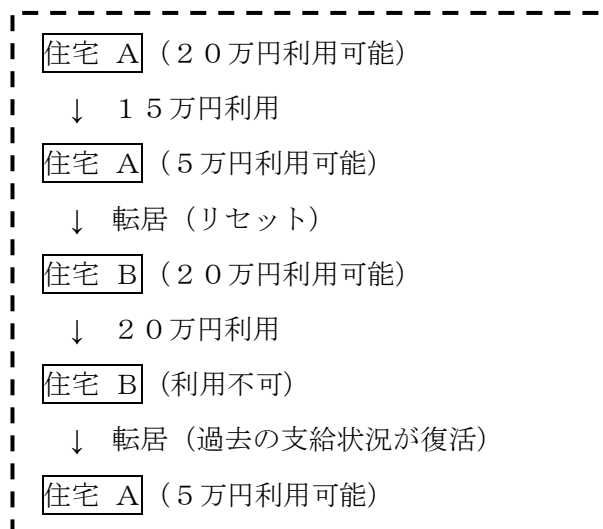 住宅 A（２０万円利用可能）
↓ １５万円利用
住宅 A（５万円利用可能）
↓ 転居（リセット）
住宅 B（２０万円利用可能）
↓ ２０万円利用
住宅 B（利用不可）
↓ 転居（過去の支給状況が復活）
住宅 A（５万円利用可能）